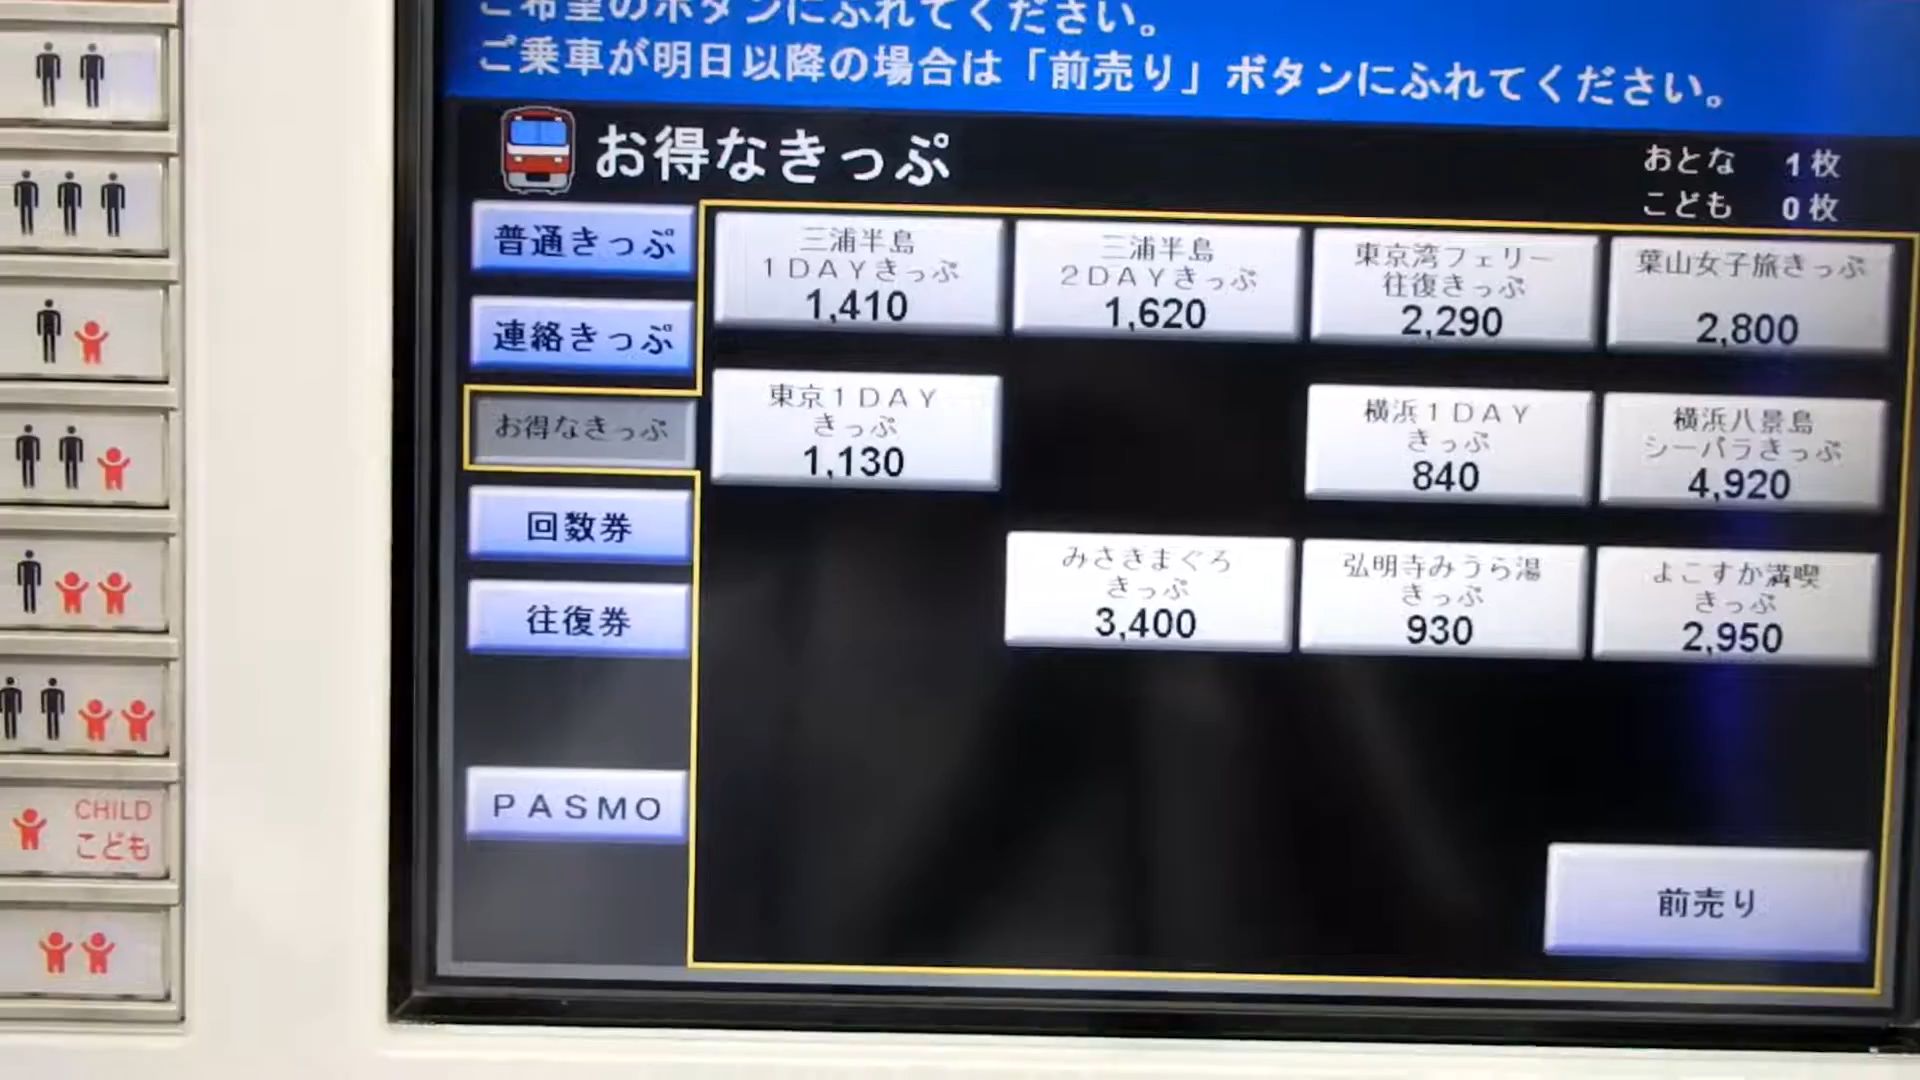 ご希望のボタンにふれてください。
ご乗車が明日以降の場合は「前売り」ボタンにふれてください。
お得なきっぷ
おとな 1枚
こども 0枚
普通きっぷ
連絡きっぷ
お得なきっぷ
回数券
往復券
PASMO
三浦半島
1DAYきっぷ
1,410
三浦半島
2DAYきっぷ
1,620
東京湾フェリー
往復きっぷ
2,290
葉山女子旅きっぷ
2,800
東京1DAY
きっぷ
1,130
横浜1DAY
きっぷ
840
横浜八景島
シーパラきっぷ
4,920
みさきまぐろ
きっぷ
3,400
弘明寺みうら湯
きっぷ
930
よこすか満喫
きっぷ
2,950
前売り
CHILD
こども